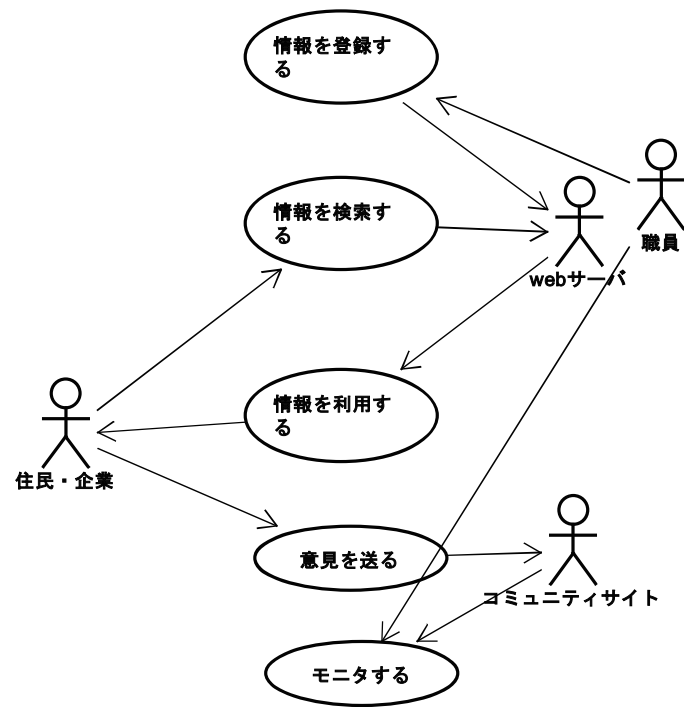 情報を登録す
る
職員
情報を検索す
る
webサーバ
情報を利用す
る
住民・企業
意見を送る
コミュニティサイト
モニタする